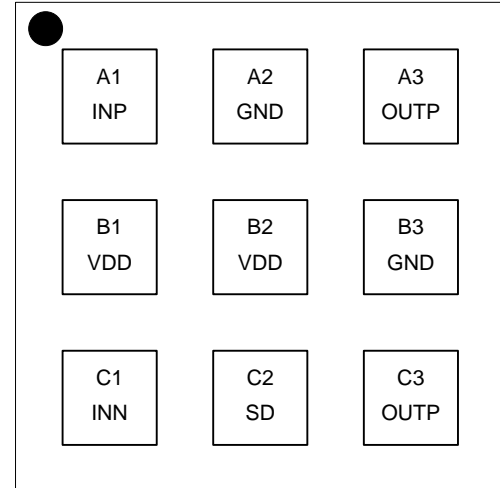 A1 A2 A3
INP GND OUTP
B1 B2 B3
VDD VDD GND
C1 C2 C3
INN SD OUTP